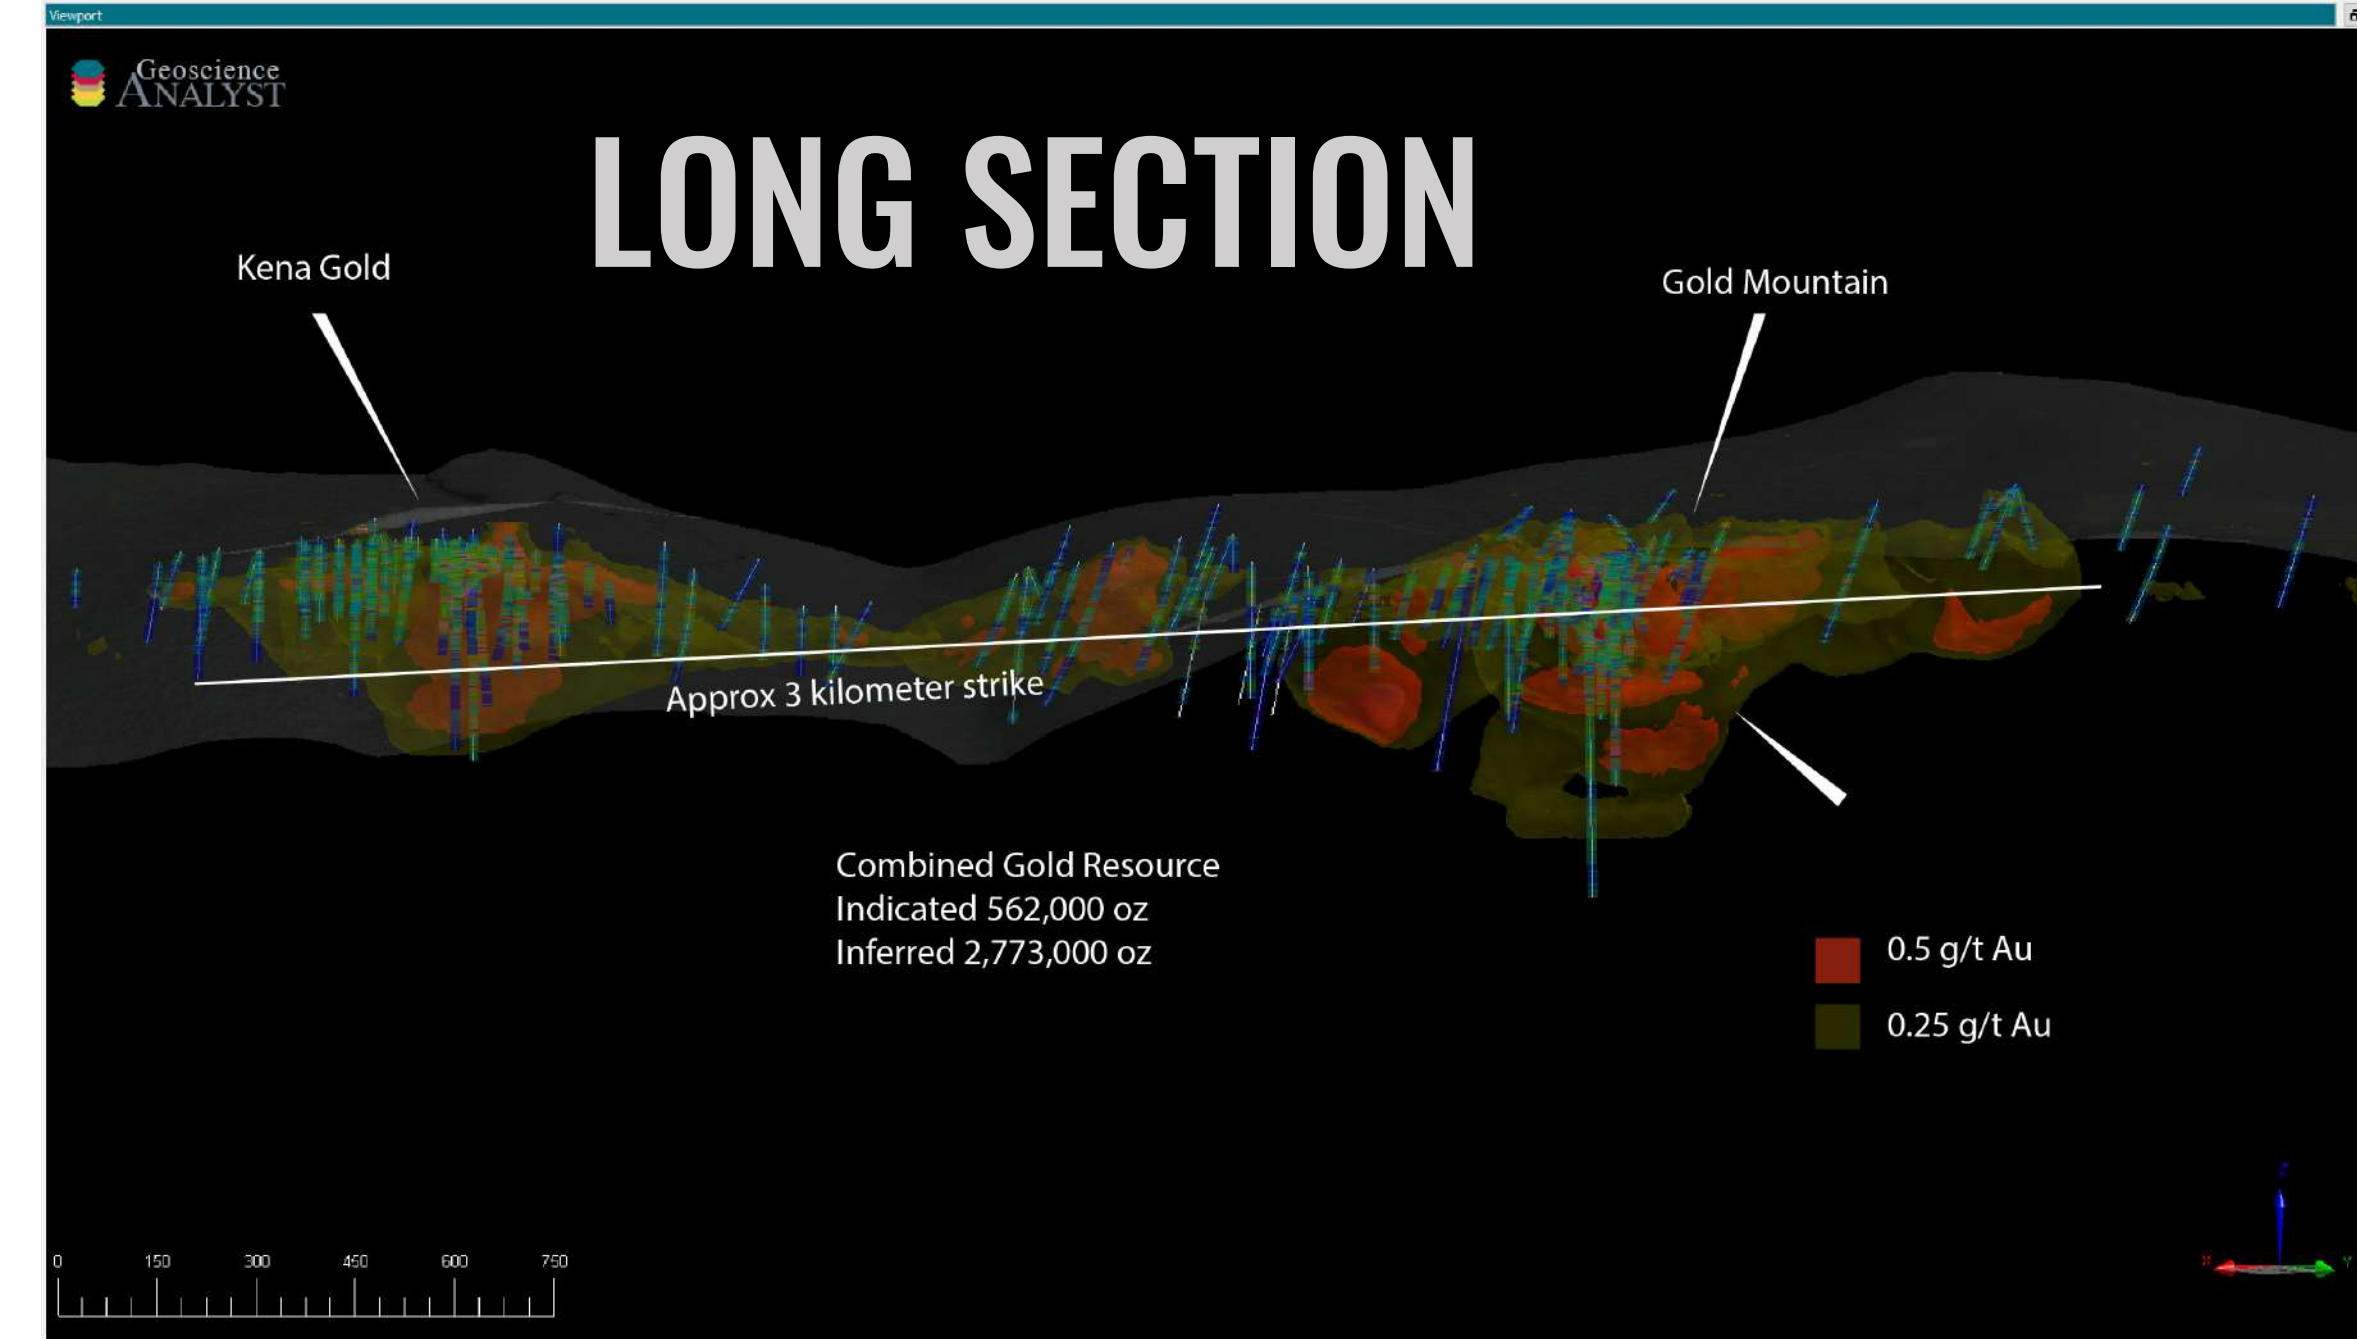 Viewport
Geoscience
ANALYST
LONG SECTION
Kena Gold
Gold Mountain
Approx 3 kilometer strike
Combined Gold Resource
Indicated 562,000 oz
Inferred 2,773,000 oz
0.5 g/t Au
0.25 g/t Au
0 150 300 450 600 750
Z
X Y